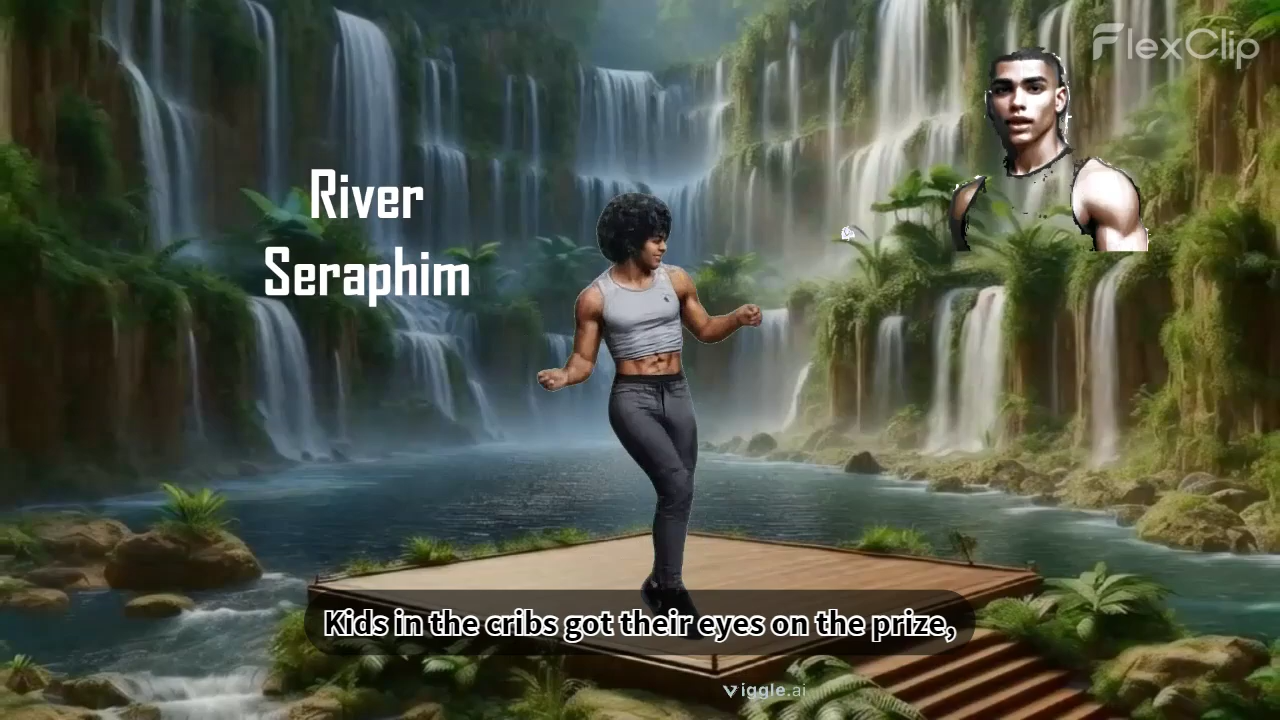 FlexClip
River
Seraphim
Kids in the cribs got their eyes on the prize,
Viggle.ai